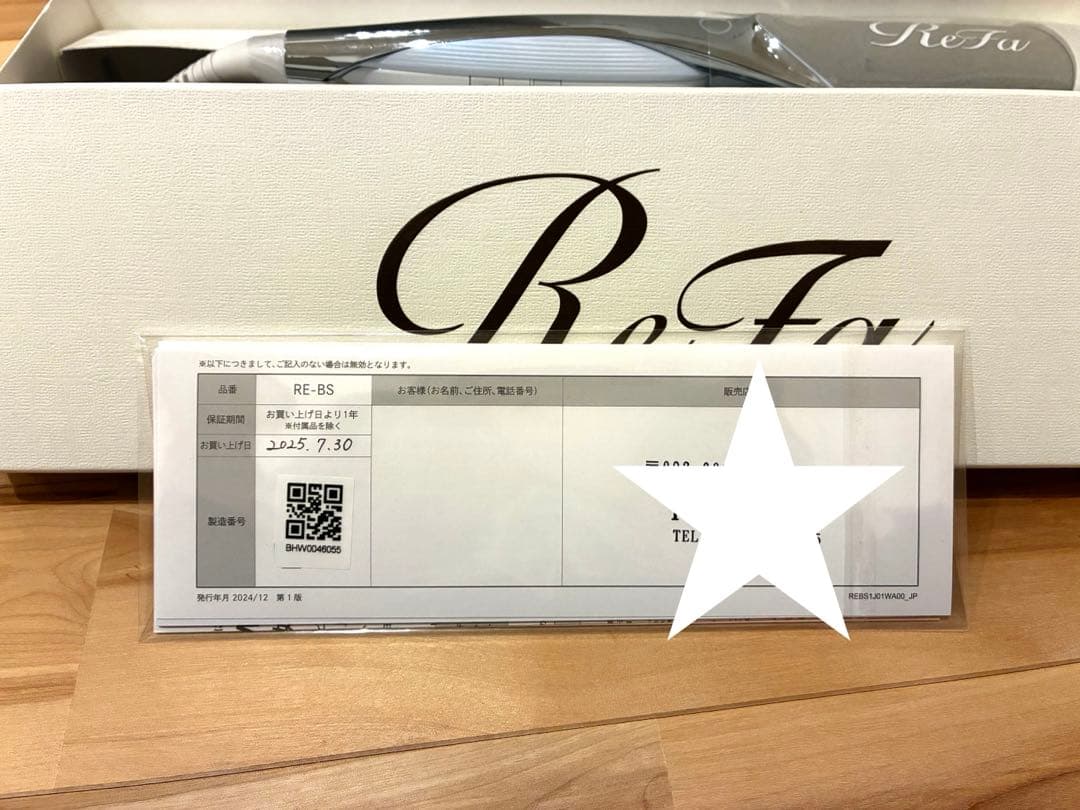 ReFa
ReFa
※以下につきまして、ご記入のない場合は無効となります。
品番 RE-BS お客様(お名前、ご住所、電話番号) 販売店
保証期間 お買い上げ日より1年
※付属品を除く
お買い上げ日 2025.7.30
製造番号
BHW0046055
TEL
発行年月 2024/12 第1版
REBS1J01WA00_JP